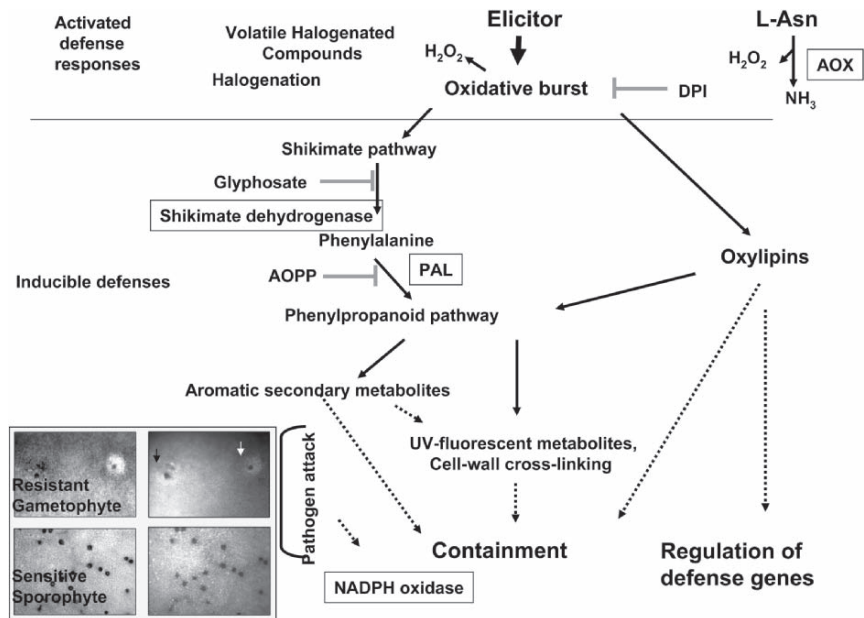 Activated
defense
responses
Volatile Halogenated
Compounds
Halogenation
Elicitor
H₂O₂
Oxidative burst
DPI
L-Asn
H₂O₂
AOX
NH₃
Shikimate pathway
Glyphosate
Shikimate dehydrogenase
Phenylalanine
Inducible defenses
AOPP
PAL
Oxylipins
Phenylpropanoid pathway
Aromatic secondary metabolites
UV-fluorescent metabolites,
Cell-wall cross-linking
Resistant
Gametophyte
Sensitive
Sporophyte
Pathogen attack
NADPH oxidase
Containment
Regulation of
defense genes